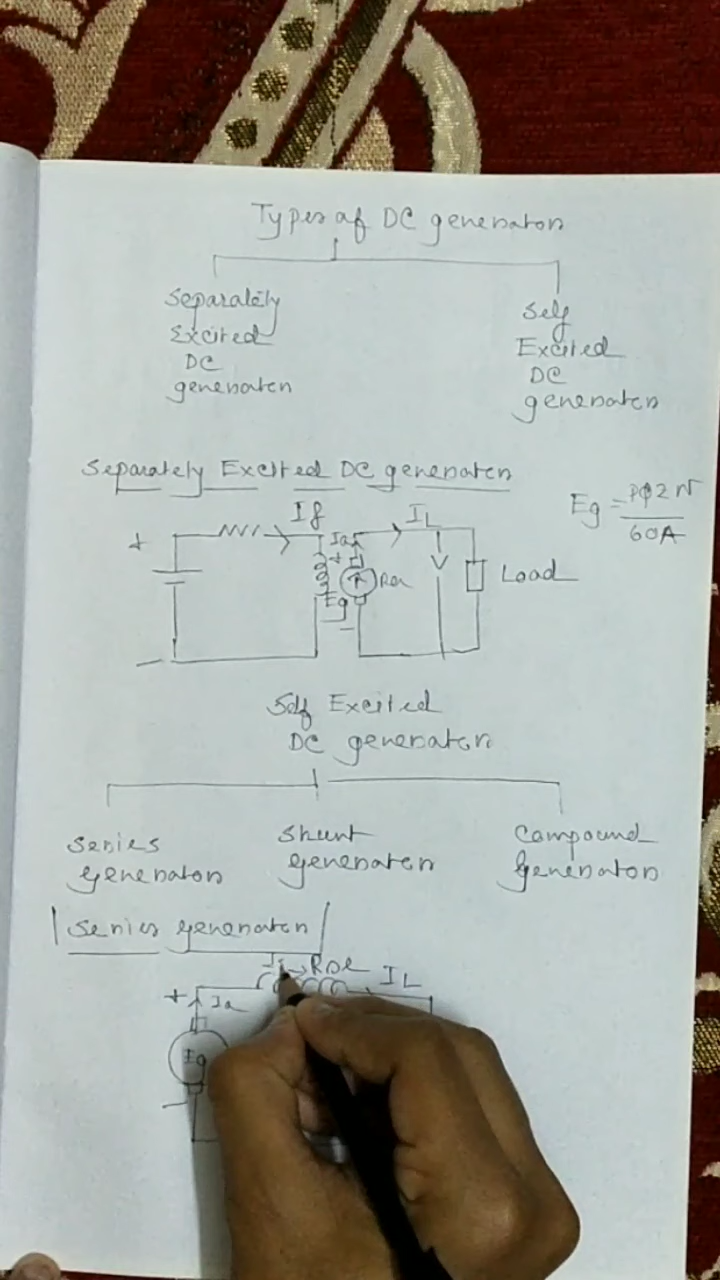 Types of DC generator
Separately
Excited
DC
generator
Self
Excited
DC
generator
Separately Excited DC generator
Eg = PϕZN / 60A
+ If Ia IL
+ Ra V Load
Eg
-
-
Self Excited
DC generator
Series
generator
Shunt
generator
Compound
generator
Series generator
Rse IL
+ Ia
Eg
-